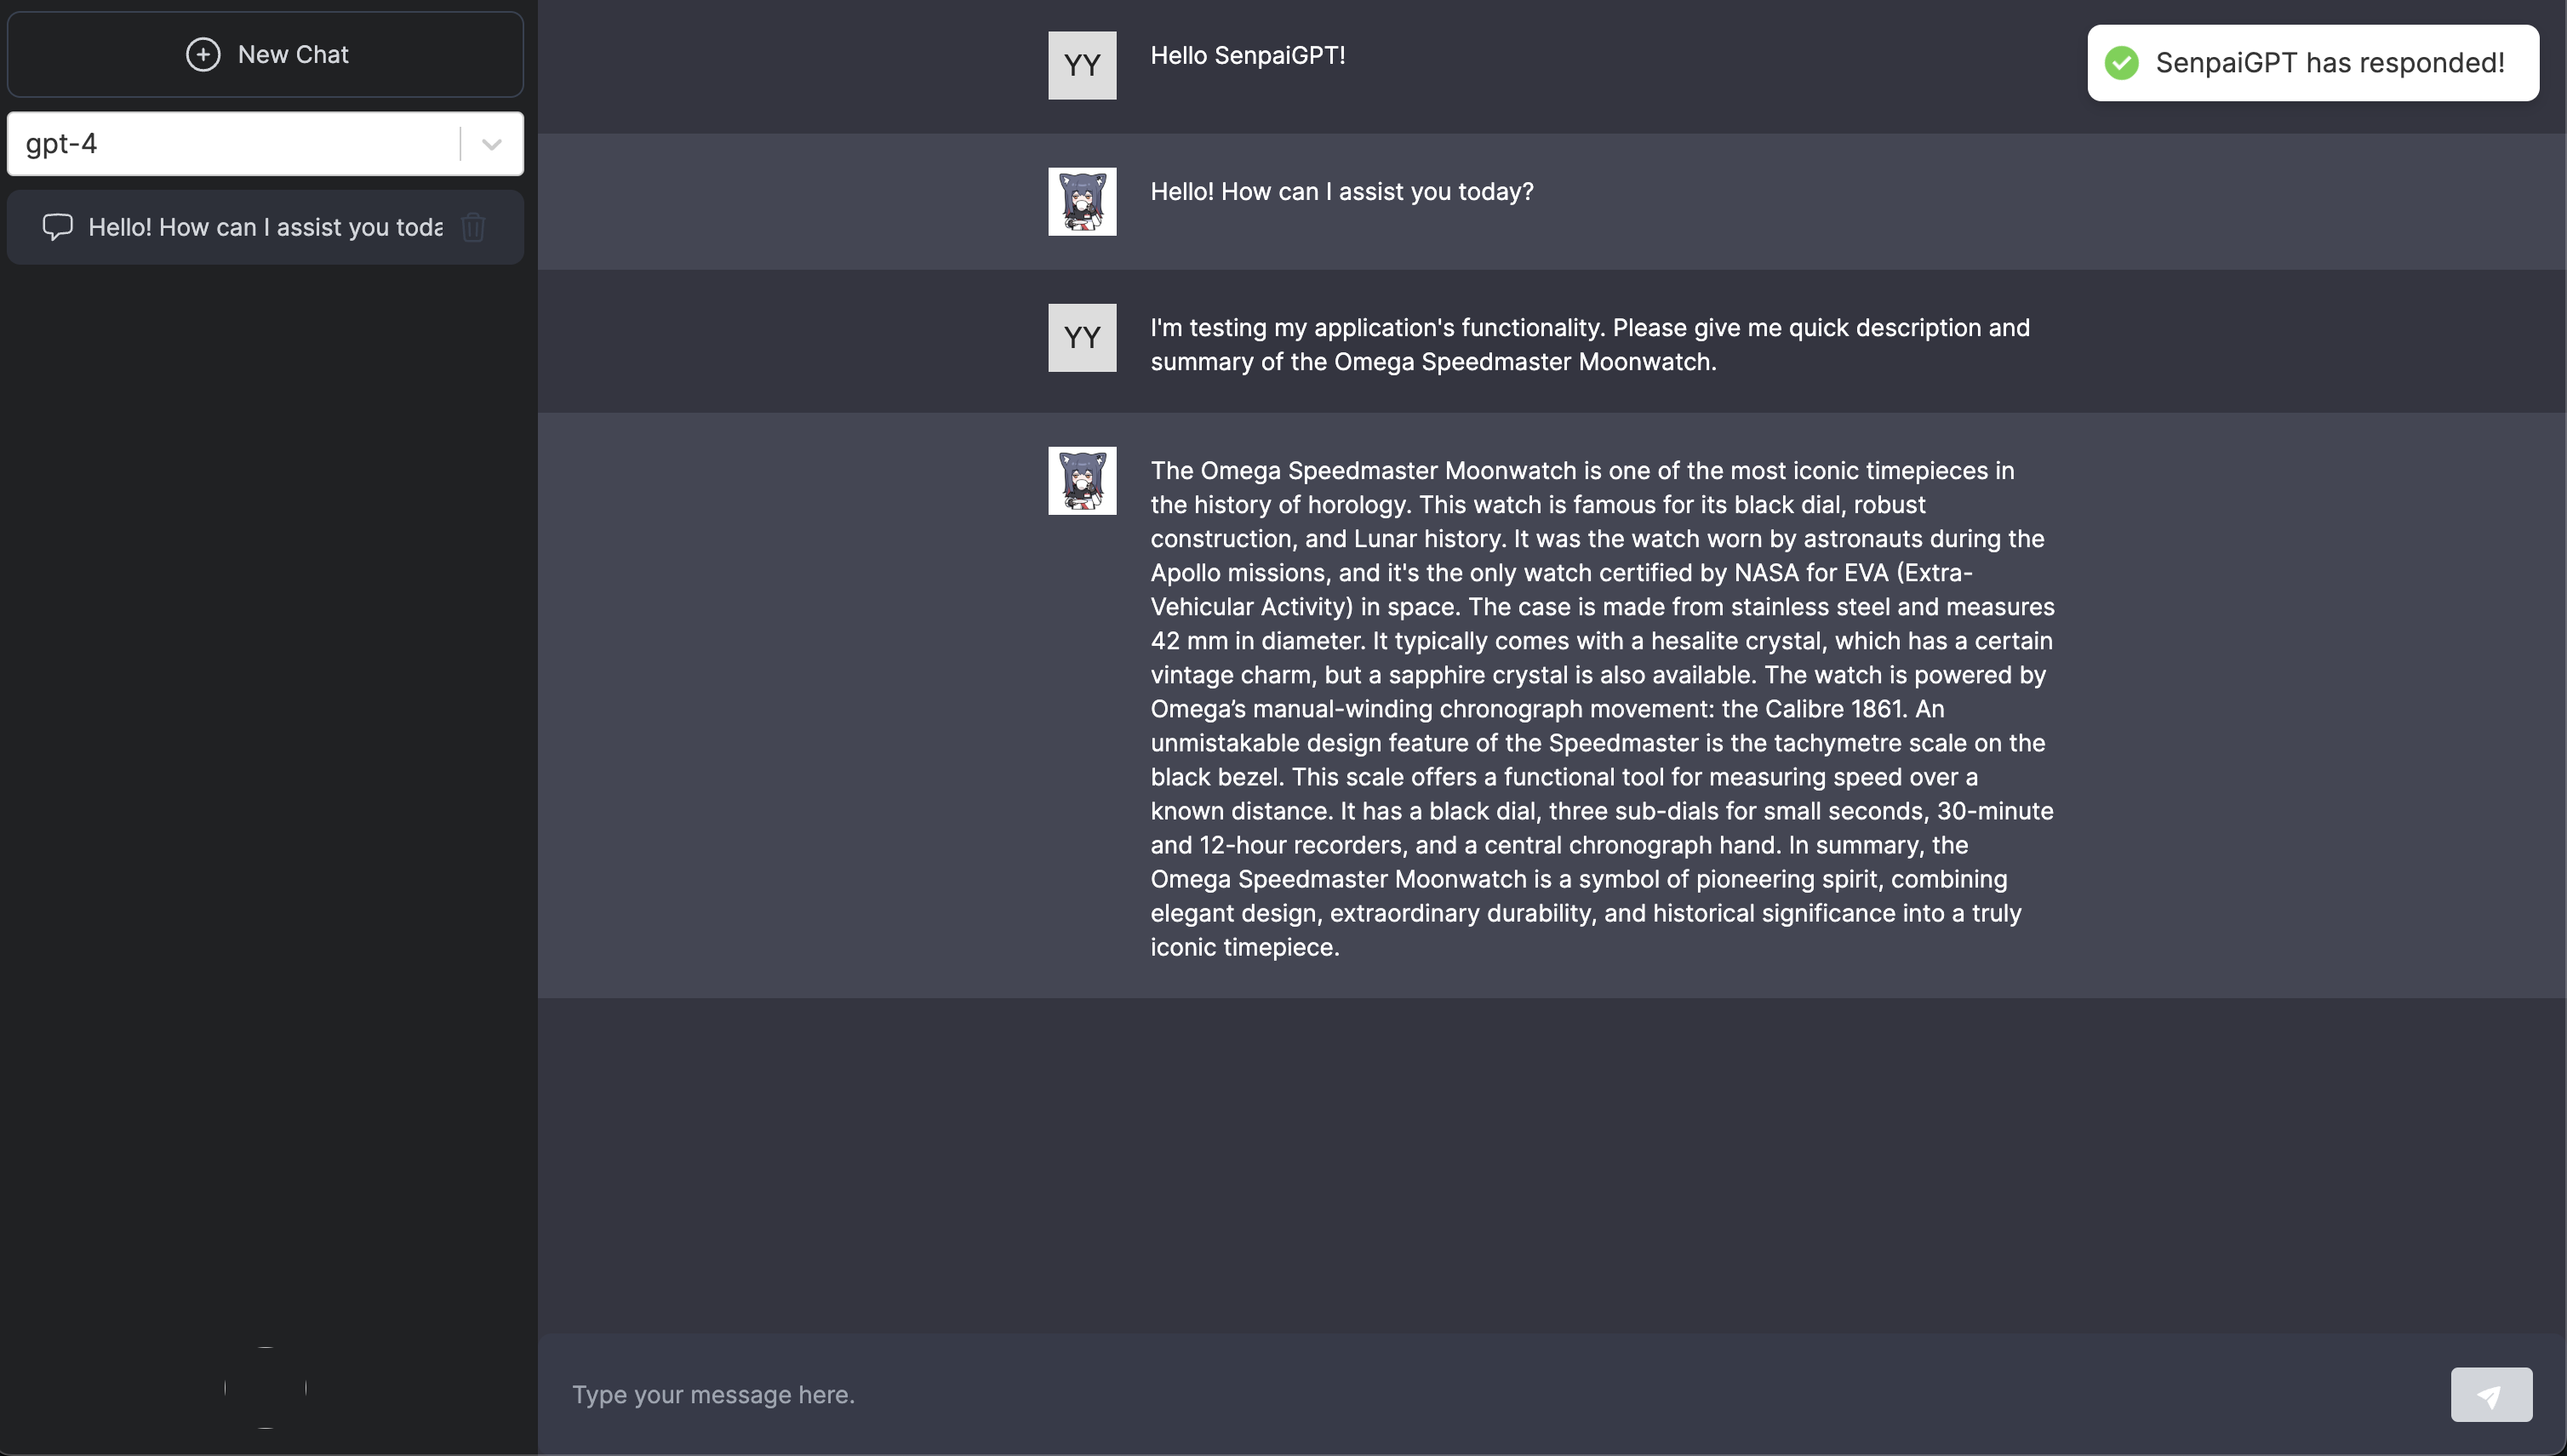 New Chat
gpt-4
Hello! How can I assist you toda
YY
Hello SenpaiGPT!
SenpaiGPT has responded!
Hello! How can I assist you today?
YY
I'm testing my application's functionality. Please give me quick description and
summary of the Omega Speedmaster Moonwatch.
The Omega Speedmaster Moonwatch is one of the most iconic timepieces in
the history of horology. This watch is famous for its black dial, robust
construction, and Lunar history. It was the watch worn by astronauts during the
Apollo missions, and it's the only watch certified by NASA for EVA (Extra-
Vehicular Activity) in space. The case is made from stainless steel and measures
42 mm in diameter. It typically comes with a hesalite crystal, which has a certain
vintage charm, but a sapphire crystal is also available. The watch is powered by
Omega’s manual-winding chronograph movement: the Calibre 1861. An
unmistakable design feature of the Speedmaster is the tachymetre scale on the
black bezel. This scale offers a functional tool for measuring speed over a
known distance. It has a black dial, three sub-dials for small seconds, 30-minute
and 12-hour recorders, and a central chronograph hand. In summary, the
Omega Speedmaster Moonwatch is a symbol of pioneering spirit, combining
elegant design, extraordinary durability, and historical significance into a truly
iconic timepiece.
Type your message here.